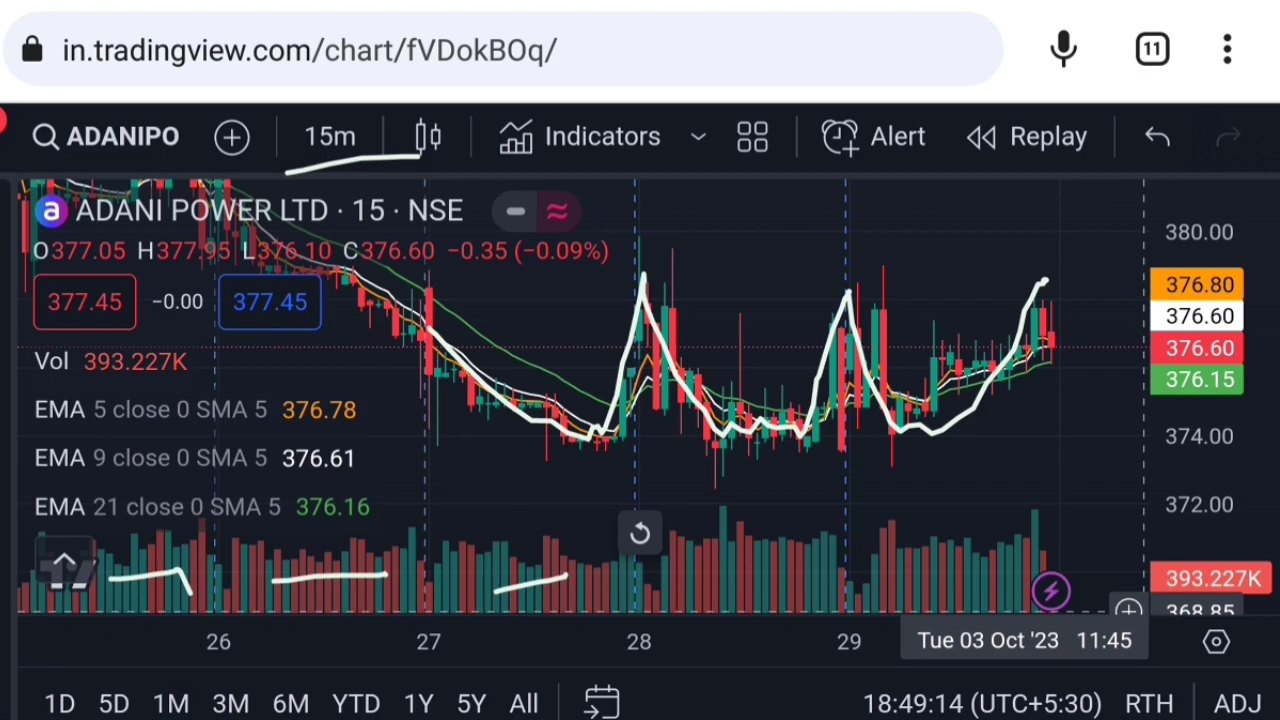 in.tradingview.com/chart/fVDokBOq/
11
ADANIPO
15m
Indicators
Alert
Replay
a ADANI POWER LTD · 15 · NSE
O377.05 H377.95 L376.10 C376.60 −0.35 (−0.09%)
377.45 −0.00 377.45
Vol 393.227K
EMA 5 close 0 SMA 5 376.78
EMA 9 close 0 SMA 5 376.61
EMA 21 close 0 SMA 5 376.16
380.00
376.80
376.60
376.60
376.15
374.00
372.00
393.227K
368.85
26 27 28 29 Tue 03 Oct '23 11:45
1D 5D 1M 3M 6M YTD 1Y 5Y All 18:49:14 (UTC+5:30) RTH ADJ